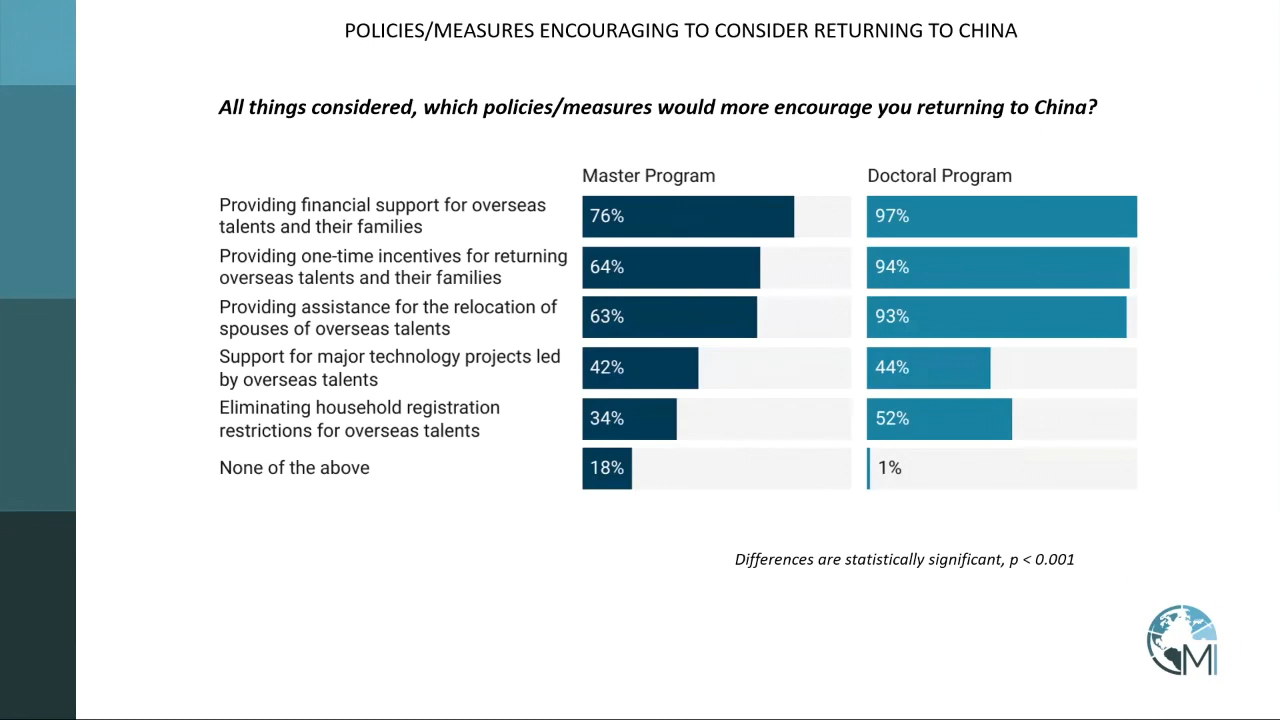 POLICIES/MEASURES ENCOURAGING TO CONSIDER RETURNING TO CHINA
All things considered, which policies/measures would more encourage you returning to China?
Master Program
Doctoral Program
Providing financial support for overseas
talents and their families
76%
97%
Providing one-time incentives for returning
overseas talents and their families
64%
94%
Providing assistance for the relocation of
spouses of overseas talents
63%
93%
Support for major technology projects led
by overseas talents
42%
44%
Eliminating household registration
restrictions for overseas talents
34%
52%
None of the above
18%
1%
Differences are statistically significant, p < 0.001
MI